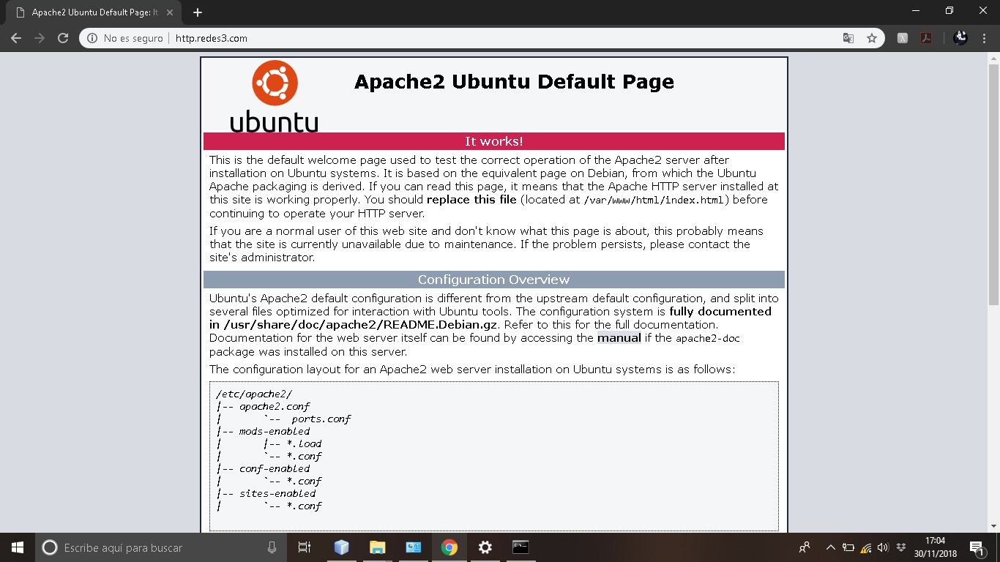 Apache2 Ubuntu Default Page: It
No es seguro http.redes3.com
ubuntu
Apache2 Ubuntu Default Page
It works!
This is the default welcome page used to test the correct operation of the Apache2 server after
installation on Ubuntu systems. It is based on the equivalent page on Debian, from which the Ubuntu
Apache packaging is derived. If you can read this page, it means that the Apache HTTP server installed at
this site is working properly. You should replace this file (located at /var/www/html/index.html) before
continuing to operate your HTTP server.
If you are a normal user of this web site and don't know what this page is about, this probably means
that the site is currently unavailable due to maintenance. If the problem persists, please contact the
site's administrator.
Configuration Overview
Ubuntu's Apache2 default configuration is different from the upstream default configuration, and split into
several files optimized for interaction with Ubuntu tools. The configuration system is fully documented
in /usr/share/doc/apache2/README.Debian.gz. Refer to this for the full documentation.
Documentation for the web server itself can be found by accessing the manual if the apache2-doc
package was installed on this server.
The configuration layout for an Apache2 web server installation on Ubuntu systems is as follows:
/etc/apache2/
|-- apache2.conf
|       `--  ports.conf
|-- mods-enabled
|       |-- *.load
|       `-- *.conf
|-- conf-enabled
|       `-- *.conf
|-- sites-enabled
|       `-- *.conf
Escribe aquí para buscar
17:04
30/11/2018
1